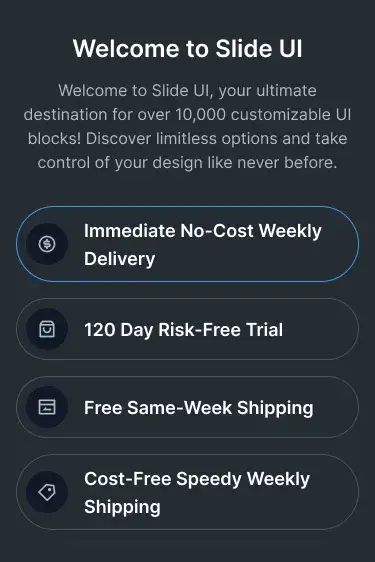 Welcome to Slide UI
Welcome to Slide UI, your ultimate
destination for over 10,000 customizable UI
blocks! Discover limitless options and take
control of your design like never before.
Immediate No-Cost Weekly
Delivery
120 Day Risk-Free Trial
Free Same-Week Shipping
Cost-Free Speedy Weekly
Shipping